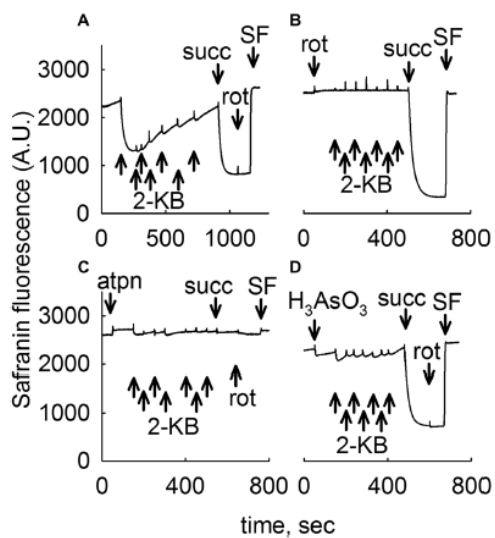 Safranin fluorescence (A.U.)
A
succ
SF
rot
3000
2000
1000
0
2-KB
0 500 1000
B
rot
succ
SF
2-KB
0 400 800
C
atpn
succ
SF
3000
2000
1000
0
2-KB
rot
0 400 800
D
H₃AsO₃
succ
SF
rot
2-KB
0 400 800
time, sec